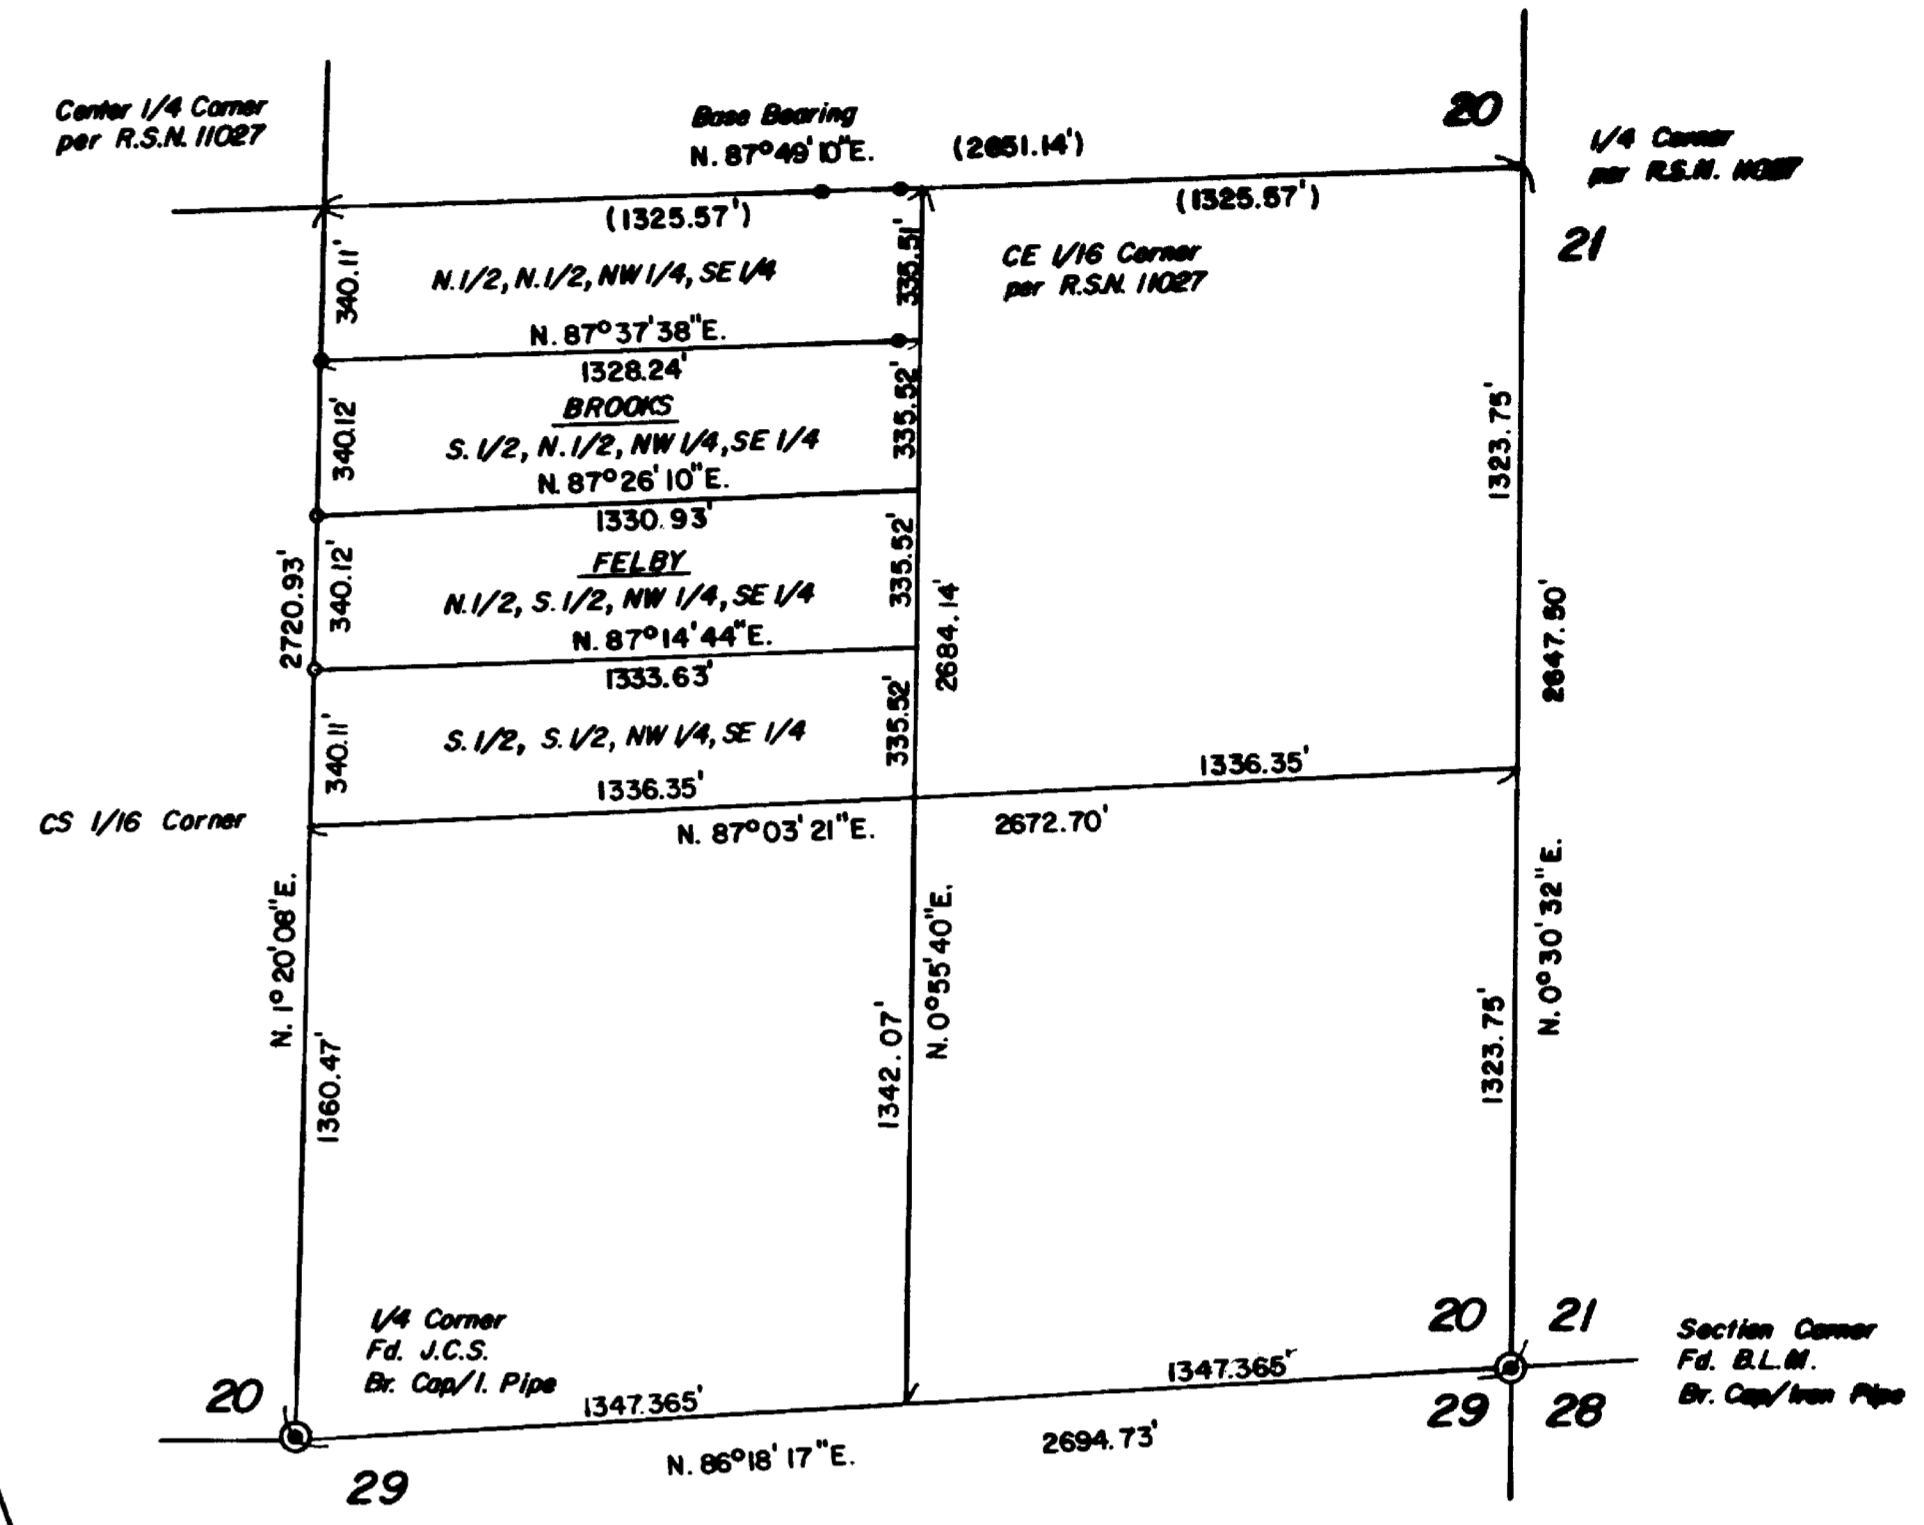 Center 1/4 Corner
per R.S.N. 11027
Base Bearing
N. 87°49'10"E.
(2651.14')
20
1/4 Corner
per R.S.N. 11027
(1325.57')
(1325.57')
21
340.11'
N.1/2, N.1/2, NW 1/4, SE 1/4
335.51'
CE 1/16 Corner
per R.S.N. 11027
N. 87°37'38"E.
1328.24'
BROOKS
340.12'
S. 1/2, N. 1/2, NW 1/4, SE 1/4
335.52'
1323.75'
N. 87°26'10"E.
1330.93'
FELBY
2720.93'
340.12'
N.1/2, S. 1/2, NW 1/4, SE 1/4
335.52'
2684.14'
2647.50'
N. 87°14'44"E.
1333.63'
340.11'
S. 1/2, S. 1/2, NW 1/4, SE 1/4
335.52'
1336.35'
1336.35'
CS 1/16 Corner
N. 87°03'21"E.
2672.70'
N. 1°20'08"E.
N. 0°55'40"E.
N. 0°30'32"E.
1360.47'
1342.07'
1323.75'
1/4 Corner
Fd. J.C.S.
Br. Cap/I. Pipe
20
21
Section Corner
Fd. B.L.M.
Br. Cap/Iron Pipe
20
1347.365'
1347.365'
29
28
N. 86°18'17"E.
2694.73'
29